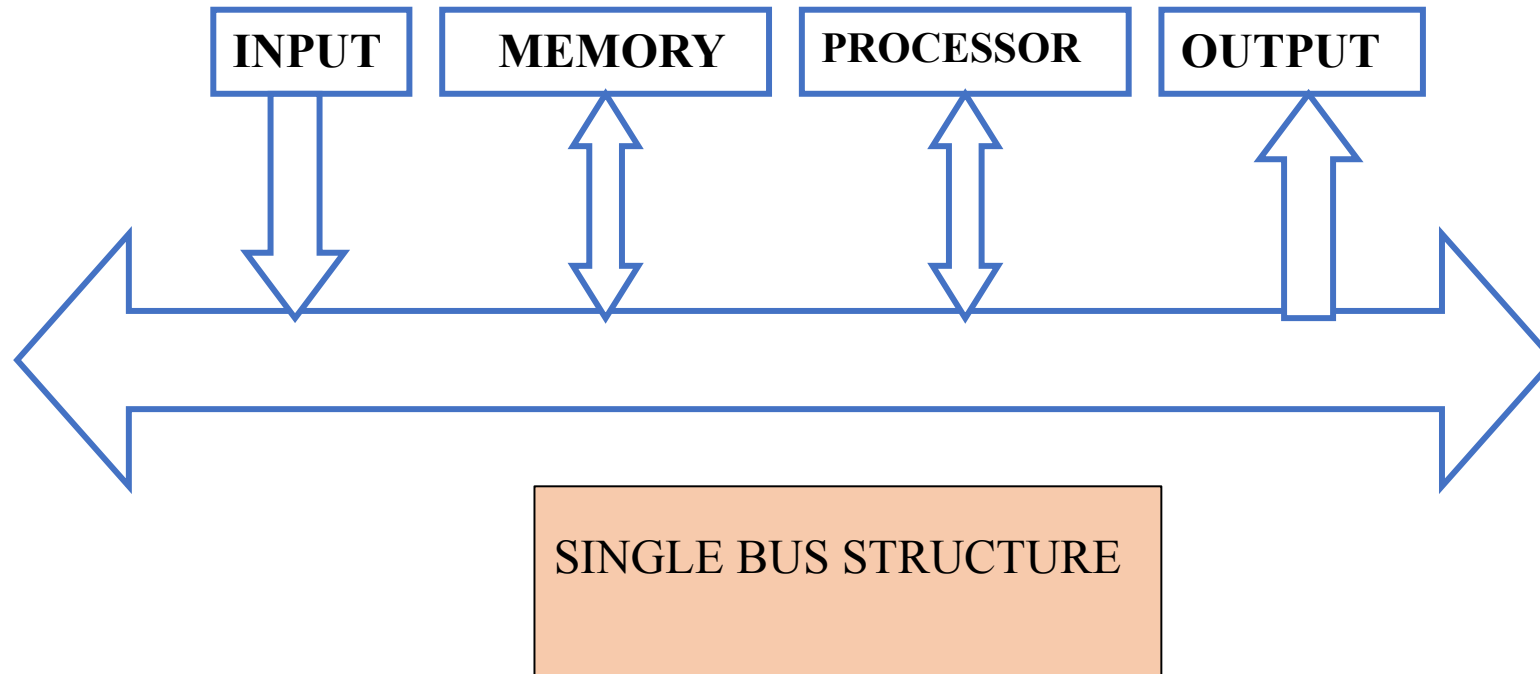 INPUT
MEMORY
PROCESSOR
OUTPUT
SINGLE BUS STRUCTURE